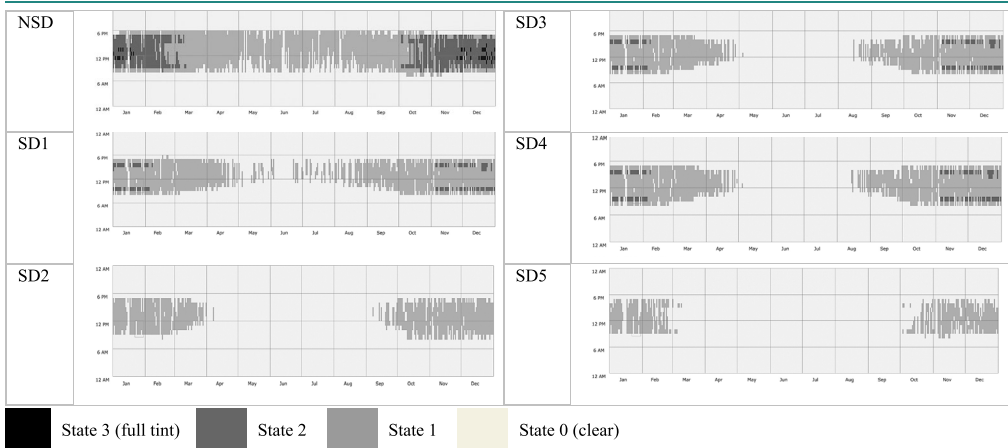 NSD
6 PM
12 PM
6 AM
12 AM
Jan Feb Mar Apr May Jun Jul Aug Sep Oct Nov Dec
SD3
6 PM
12 PM
6 AM
12 AM
Jan Feb Mar Apr May Jun Jul Aug Sep Oct Nov Dec
SD1
12 AM
6 PM
12 PM
6 AM
12 AM
Jan Feb Mar Apr May Jun Jul Aug Sep Oct Nov Dec
SD4
12 AM
6 PM
12 PM
6 AM
12 AM
Jan Feb Mar Apr May Jun Jul Aug Sep Oct Nov Dec
SD2
12 AM
6 PM
12 PM
6 AM
12 AM
Jan Feb Mar Apr May Jun Jul Aug Sep Oct Nov Dec
SD5
12 AM
6 PM
12 PM
6 AM
12 AM
Jan Feb Mar Apr May Jun Jul Aug Sep Oct Nov Dec
State 3 (full tint) State 2 State 1 State 0 (clear)